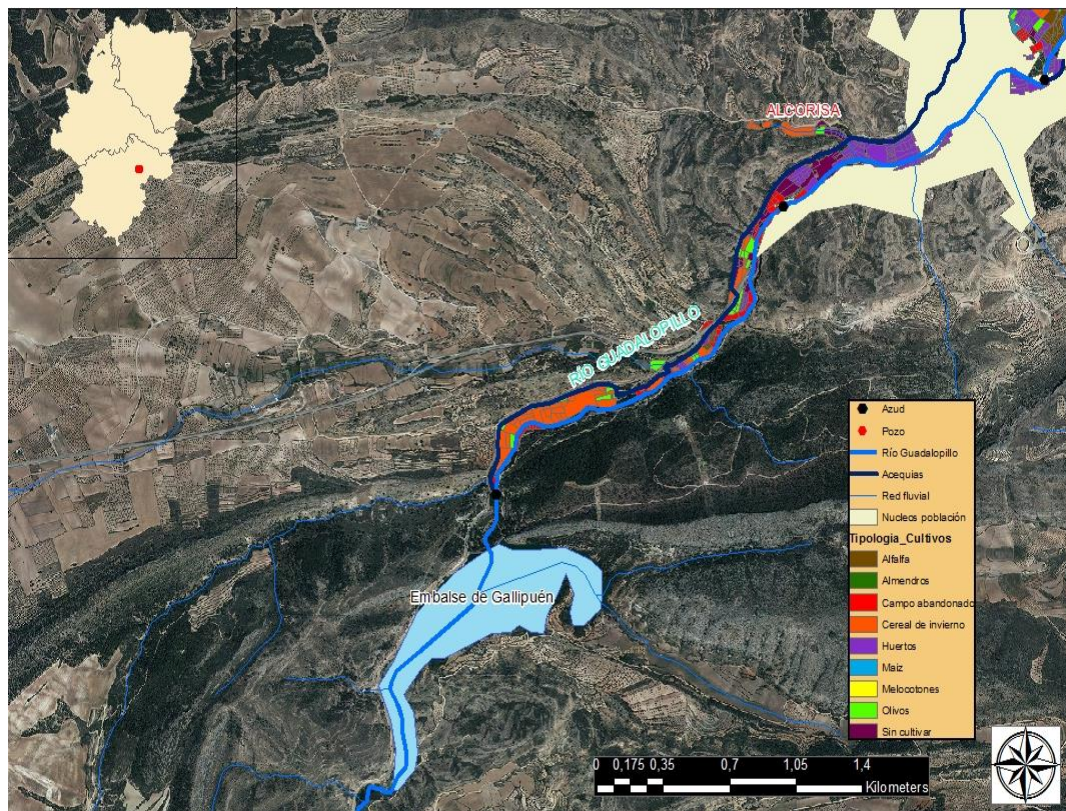 ALCORISA
RÍO GUADALOPILLO
Embalse de Gallipuén
Azud
Pozo
Río Guadalopillo
Acequias
Red fluvial
Nucleos población
Tipologia_Cultivos
Alfalfa
Almendros
Campo abandonado
Cereal de invierno
Huertos
Maiz
Melocotones
Olivos
Sin cultivar
0 0,175 0,35 0,7 1,05 1,4
Kilometers